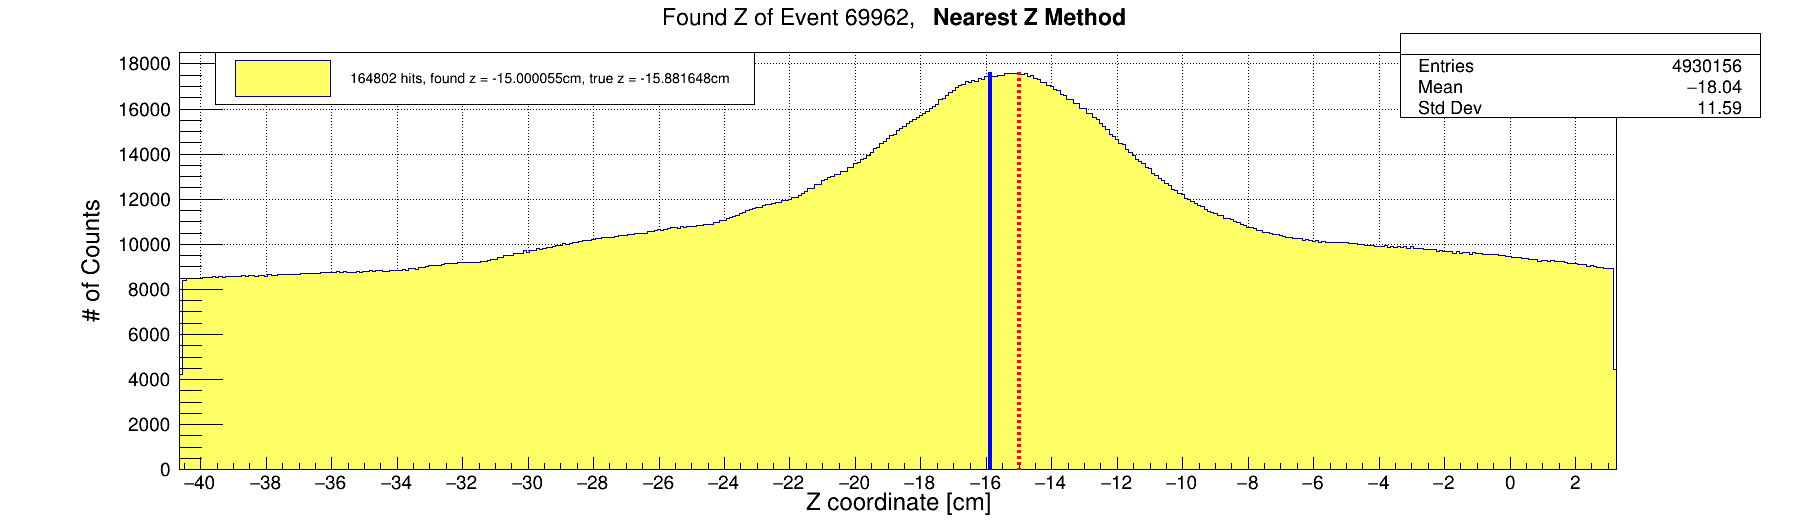 Found Z of Event 69962, Nearest Z Method
164802 hits, found z = -15.000055cm, true z = -15.881648cm
Entries 4930156
Mean −18.04
Std Dev 11.59
18000
16000
14000
12000
10000
8000
6000
4000
2000
0
# of Counts
−40 −38 −36 −34 −32 −30 −28 −26 −24 −22 −20 −18 −16 −14 −12 −10 −8 −6 −4 −2 0 2
Z coordinate [cm]